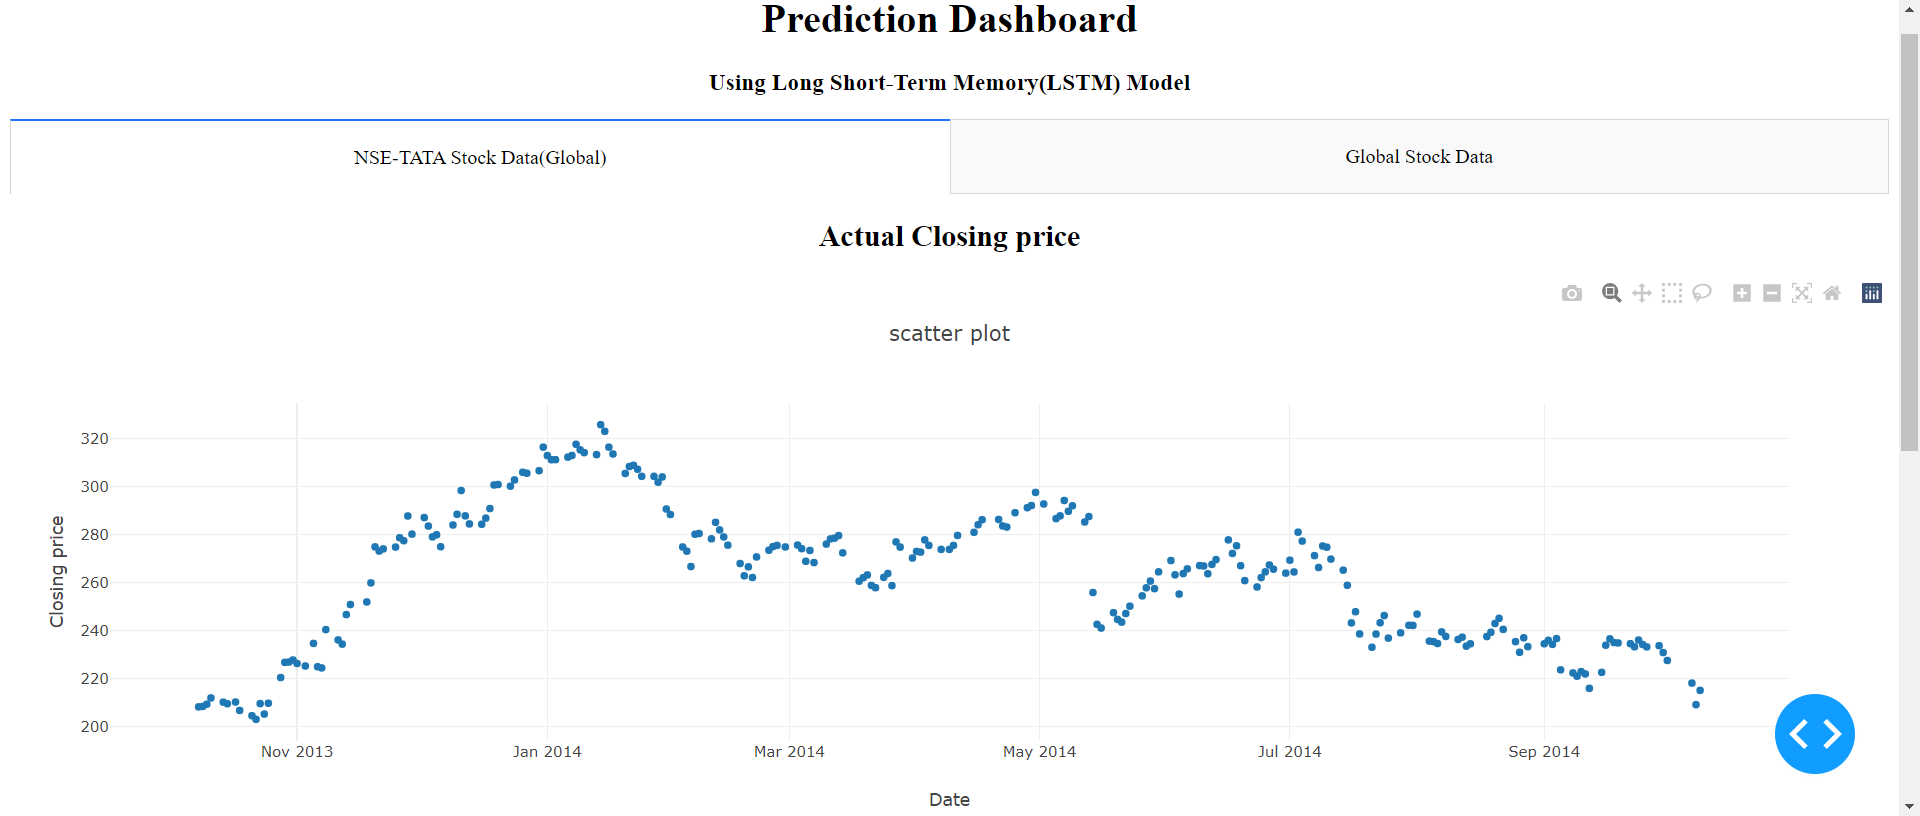 Prediction Dashboard
Using Long Short-Term Memory(LSTM) Model
NSE-TATA Stock Data(Global)
Global Stock Data
Actual Closing price
scatter plot
320
300
280
260
240
220
200
Closing price
Nov 2013
Jan 2014
Mar 2014
May 2014
Jul 2014
Sep 2014
Date